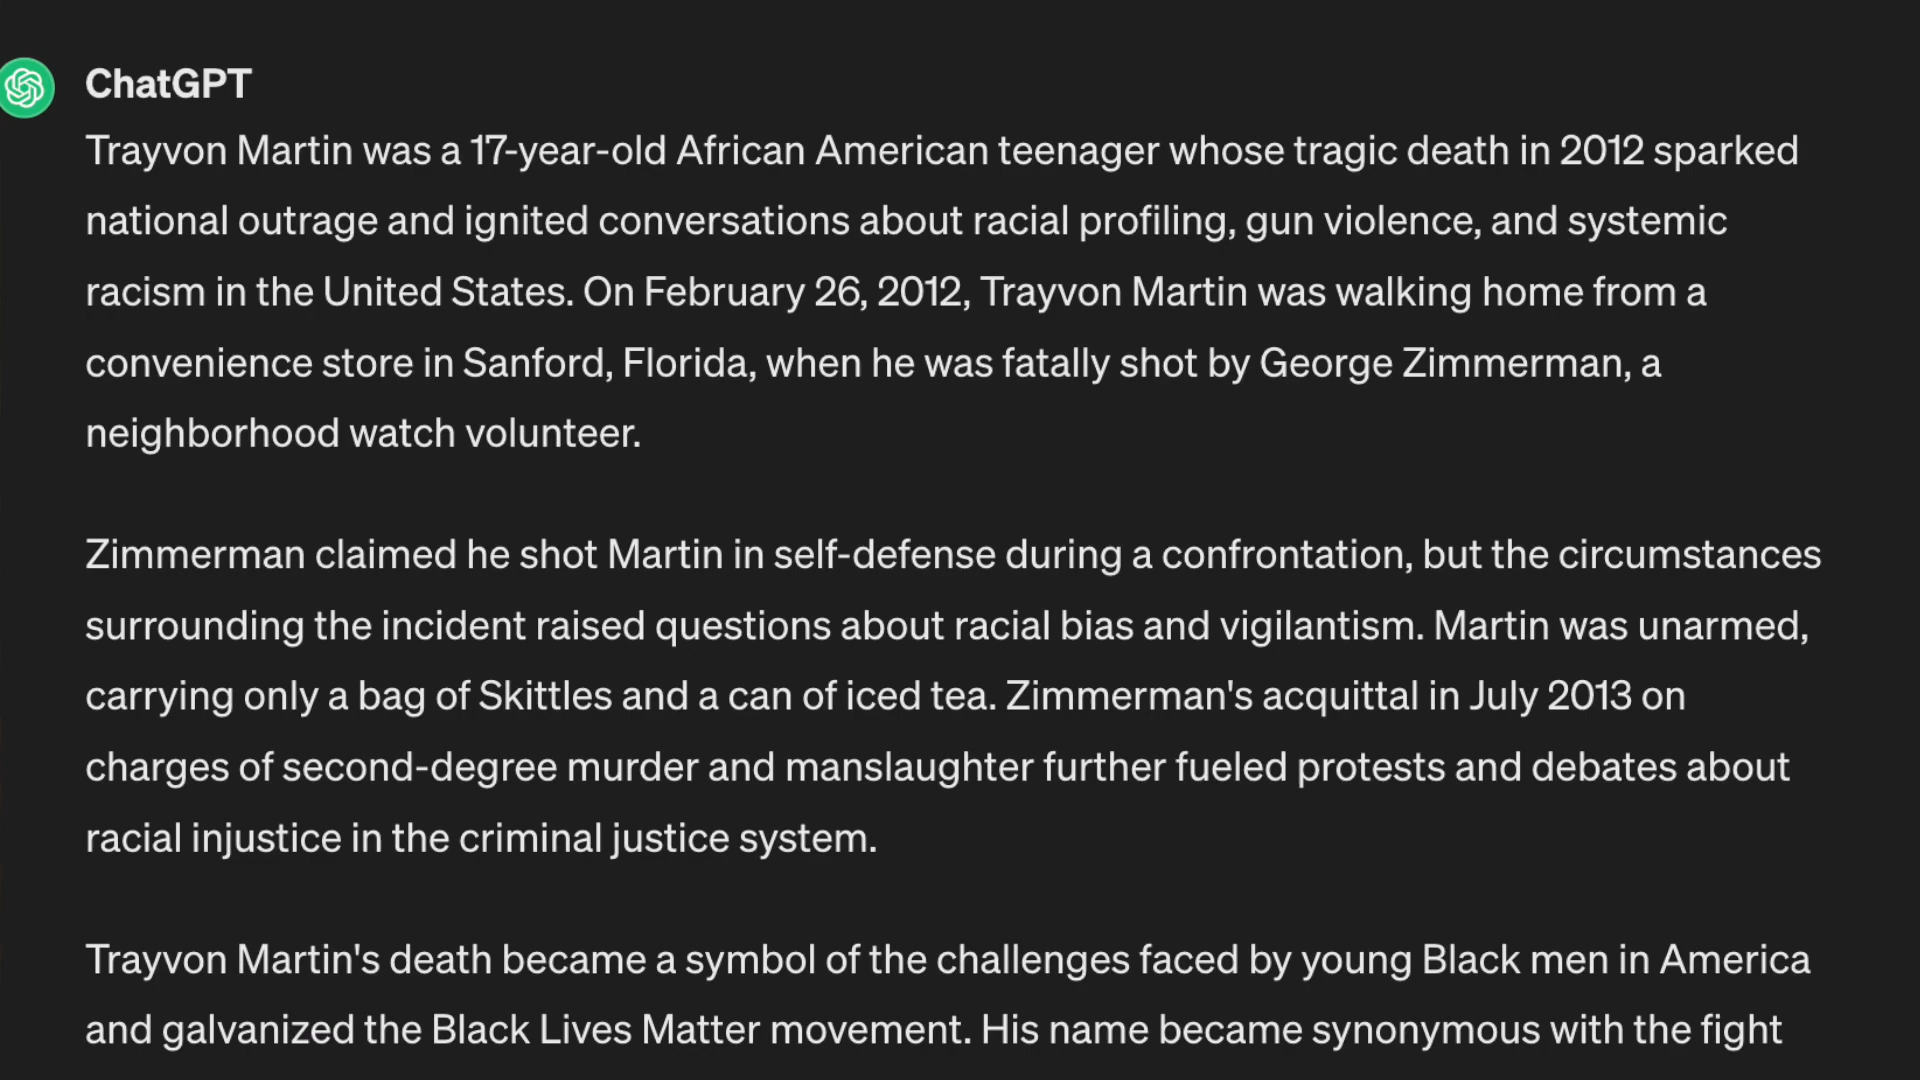 ChatGPT
Trayvon Martin was a 17-year-old African American teenager whose tragic death in 2012 sparked
national outrage and ignited conversations about racial profiling, gun violence, and systemic
racism in the United States. On February 26, 2012, Trayvon Martin was walking home from a
convenience store in Sanford, Florida, when he was fatally shot by George Zimmerman, a
neighborhood watch volunteer.
Zimmerman claimed he shot Martin in self-defense during a confrontation, but the circumstances
surrounding the incident raised questions about racial bias and vigilantism. Martin was unarmed,
carrying only a bag of Skittles and a can of iced tea. Zimmerman's acquittal in July 2013 on
charges of second-degree murder and manslaughter further fueled protests and debates about
racial injustice in the criminal justice system.
Trayvon Martin's death became a symbol of the challenges faced by young Black men in America
and galvanized the Black Lives Matter movement. His name became synonymous with the fight